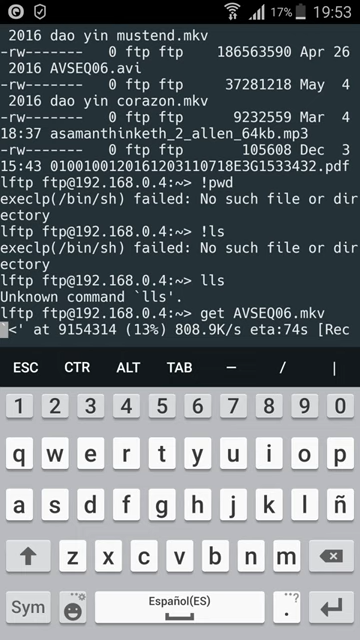 17% 19:53
2016 dao yin mustend.mkv
-rw------- 0 ftp ftp 186563590 Apr 26
2016 AVSEQ06.avi
-rw------- 0 ftp ftp 37281218 May 4
2016 dao yin corazon.mkv
-rw------- 0 ftp ftp 9232559 Mar 4
18:37 asamanthinketh_2_allen_64kb.mp3
-rw------- 0 ftp ftp 105608 Dec 3
15:43 01001001201612031107​18E3G1533432.pdf
lftp ftp@192.168.0.4:~> !pwd
execlp(/bin/sh) failed: No such file or dir
ectory
lftp ftp@192.168.0.4:~> !ls
execlp(/bin/sh) failed: No such file or dir
ectory
lftp ftp@192.168.0.4:~> lls
Unknown command `lls'.
lftp ftp@192.168.0.4:~> get AVSEQ06.mkv
`<' at 9154314 (13%) 808.9K/s eta:74s [Rec
ESC CTR ALT TAB — / |
1 2 3 4 5 6 7 8 9 0
q w e r t y u i o p
a s d f g h j k l ñ
z x c v b n m
Sym Español(ES) . ?